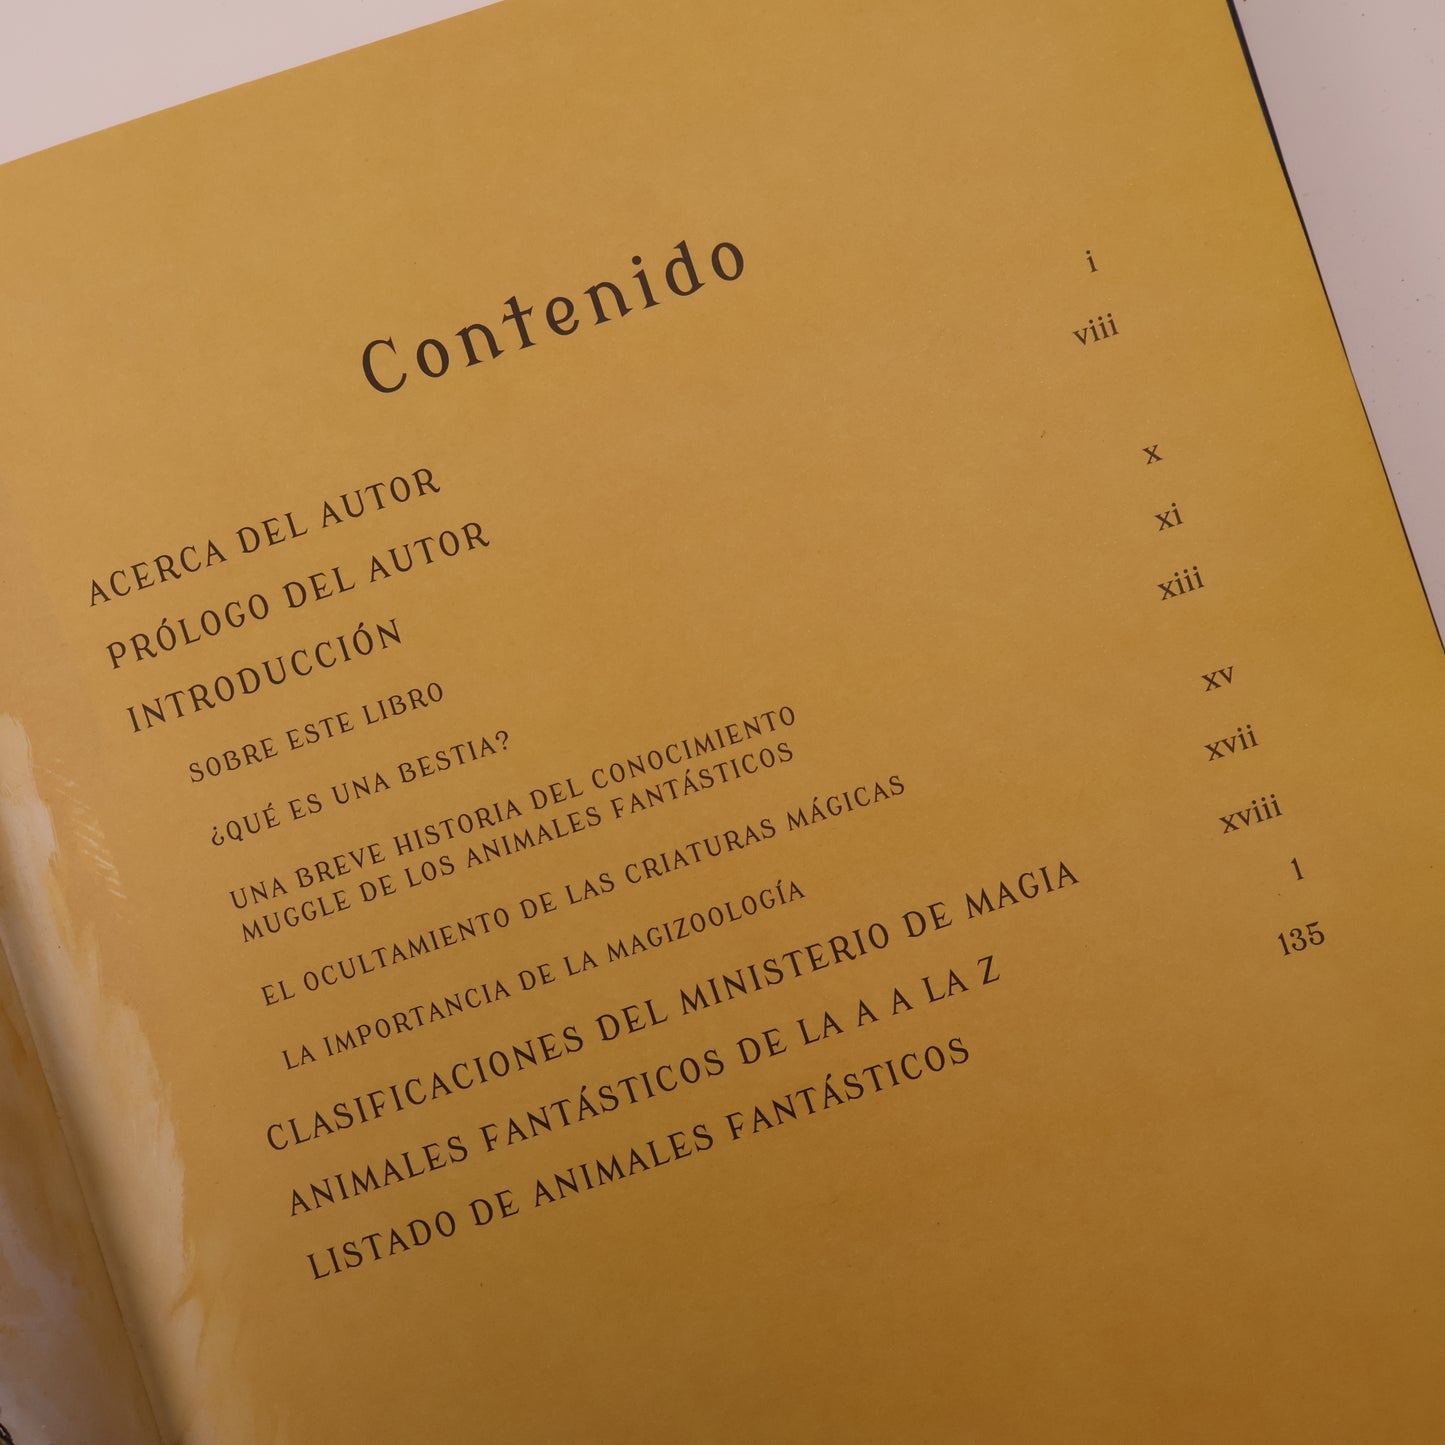 Contenido
ACERCA DEL AUTOR i
PRÓLOGO DEL AUTOR viii
INTRODUCCIÓN
SOBRE ESTE LIBRO x
¿QUÉ ES UNA BESTIA? xi
UNA BREVE HISTORIA DEL CONOCIMIENTO
MUGGLE DE LOS ANIMALES FANTÁSTICOS xiii
EL OCULTAMIENTO DE LAS CRIATURAS MÁGICAS xv
LA IMPORTANCIA DE LA MAGIZOOLOGÍA xvii
CLASIFICACIONES DEL MINISTERIO DE MAGIA xviii
ANIMALES FANTÁSTICOS DE LA A A LA Z 1
LISTADO DE ANIMALES FANTÁSTICOS 135